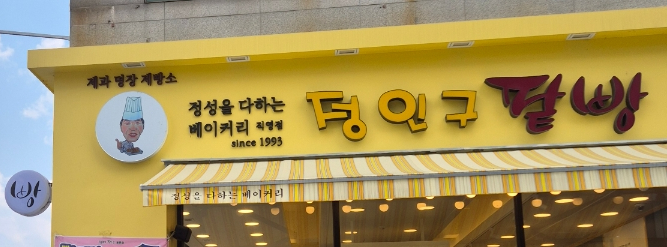 제과 명장 제빵소
정성을 다하는
베이커리 직영점
since 1993
정인구 팥빵
정성을 다하는 베이커리
빵